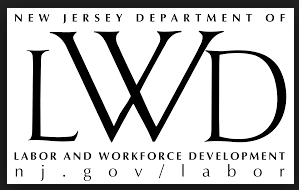 NEW JERSEY DEPARTMENT OF
LWD
LABOR AND WORKFORCE DEVELOPMENT
nj.gov/labor